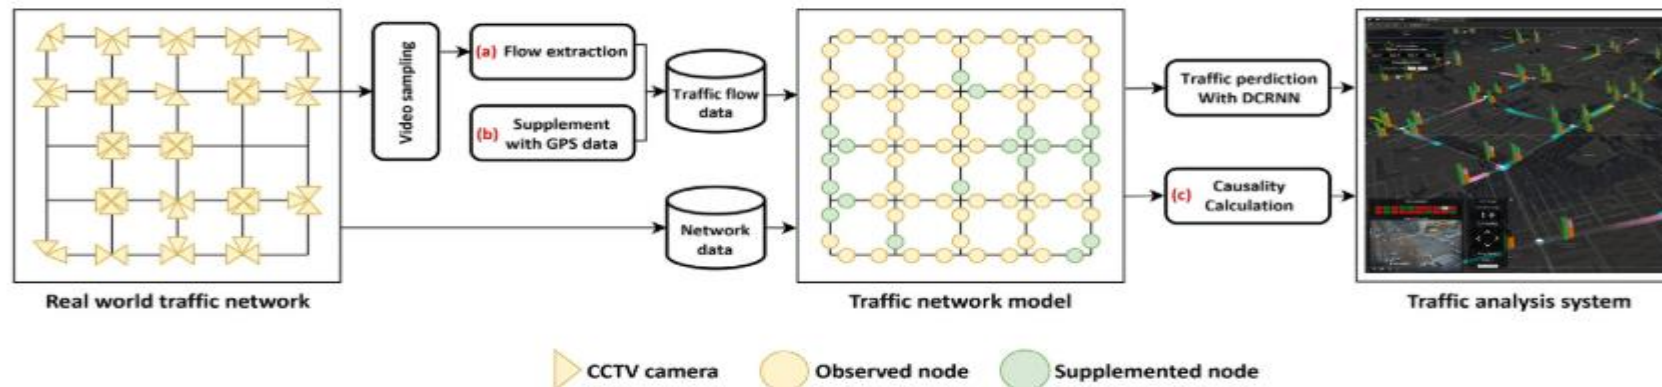 Video sampling
(a) Flow extraction
(b) Supplement
with GPS data
Traffic flow
data
Network
data
Traffic perdiction
With DCRNN
(c) Causality
Calculation
Real world traffic network
Traffic network model
Traffic analysis system
CCTV camera
Observed node
Supplemented node